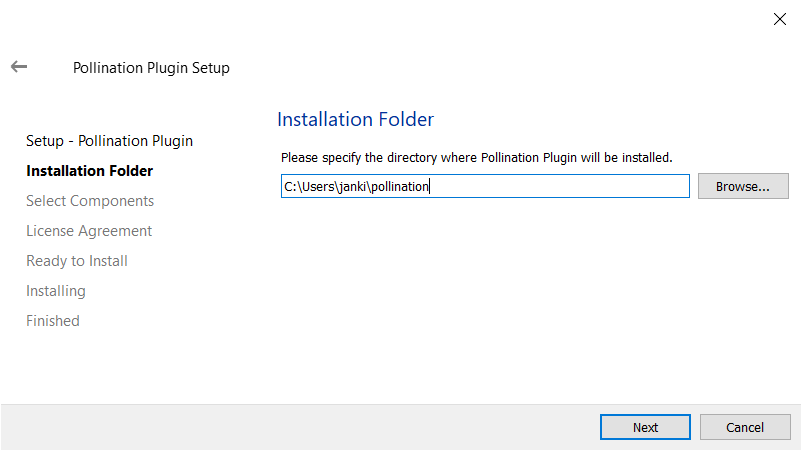 Pollination Plugin Setup
Setup - Pollination Plugin
Installation Folder
Select Components
License Agreement
Ready to Install
Installing
Finished
Installation Folder
Please specify the directory where Pollination Plugin will be installed.
C:\Users\janki\pollination
Browse...
Next
Cancel